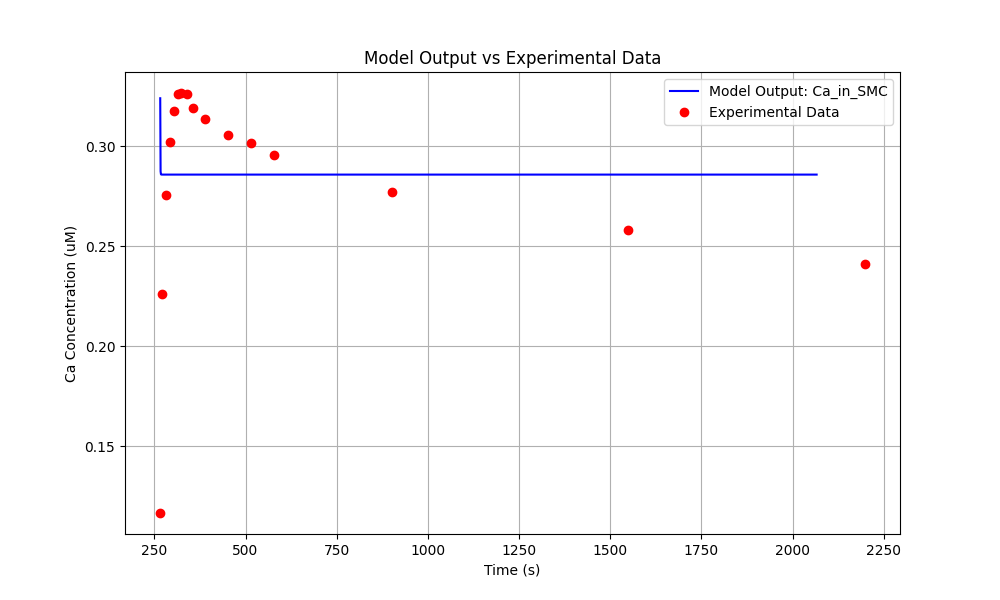 Model Output vs Experimental Data
Model Output: Ca_in_SMC
Experimental Data
Ca Concentration (uM)
0.30
0.25
0.20
0.15
250
500
750
1000
1250
1500
1750
2000
2250
Time (s)